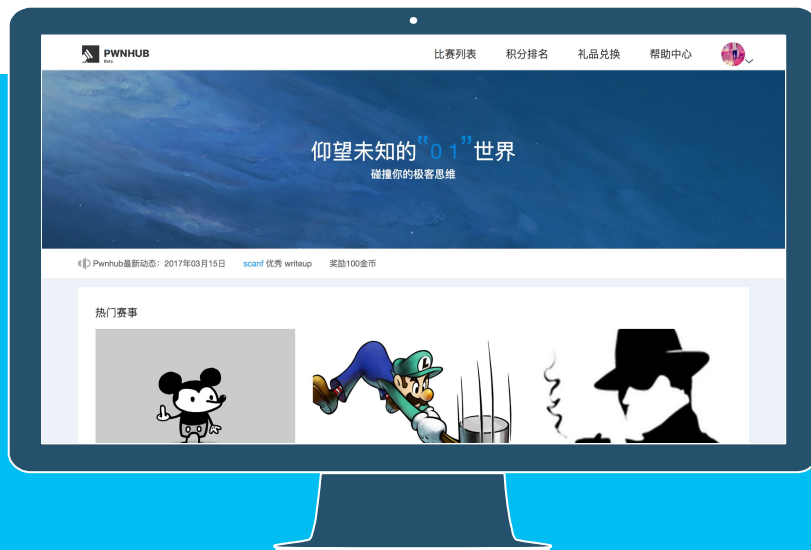 PWNHUB
Beta
比赛列表 积分排名 礼品兑换 帮助中心
仰望未知的“0 1”世界
碰撞你的极客思维
Pwnhub最新动态：2017年03月15日 scanf 优秀 writeup 奖励100金币
热门赛事
L